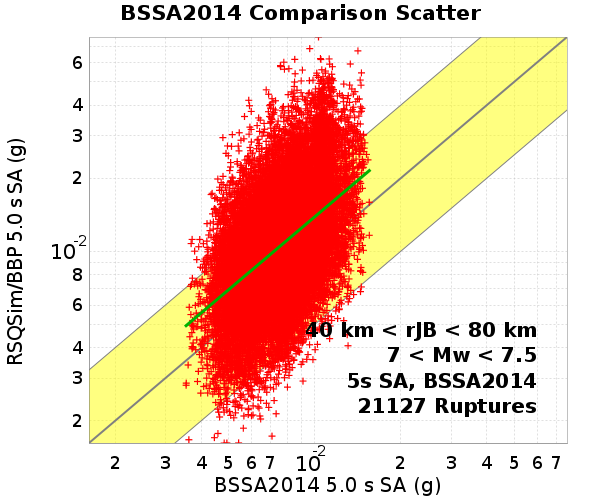 BSSA2014 Comparison Scatter
RSQSim/BBP 5.0 s SA (g)
6
4
3
2
10-2
8
6
4
3
2
40 km < rJB < 80 km
7 < Mw < 7.5
5s SA, BSSA2014
21127 Ruptures
2 3 4 5 6 7 10-2 2 3 4 5 6 7
BSSA2014 5.0 s SA (g)